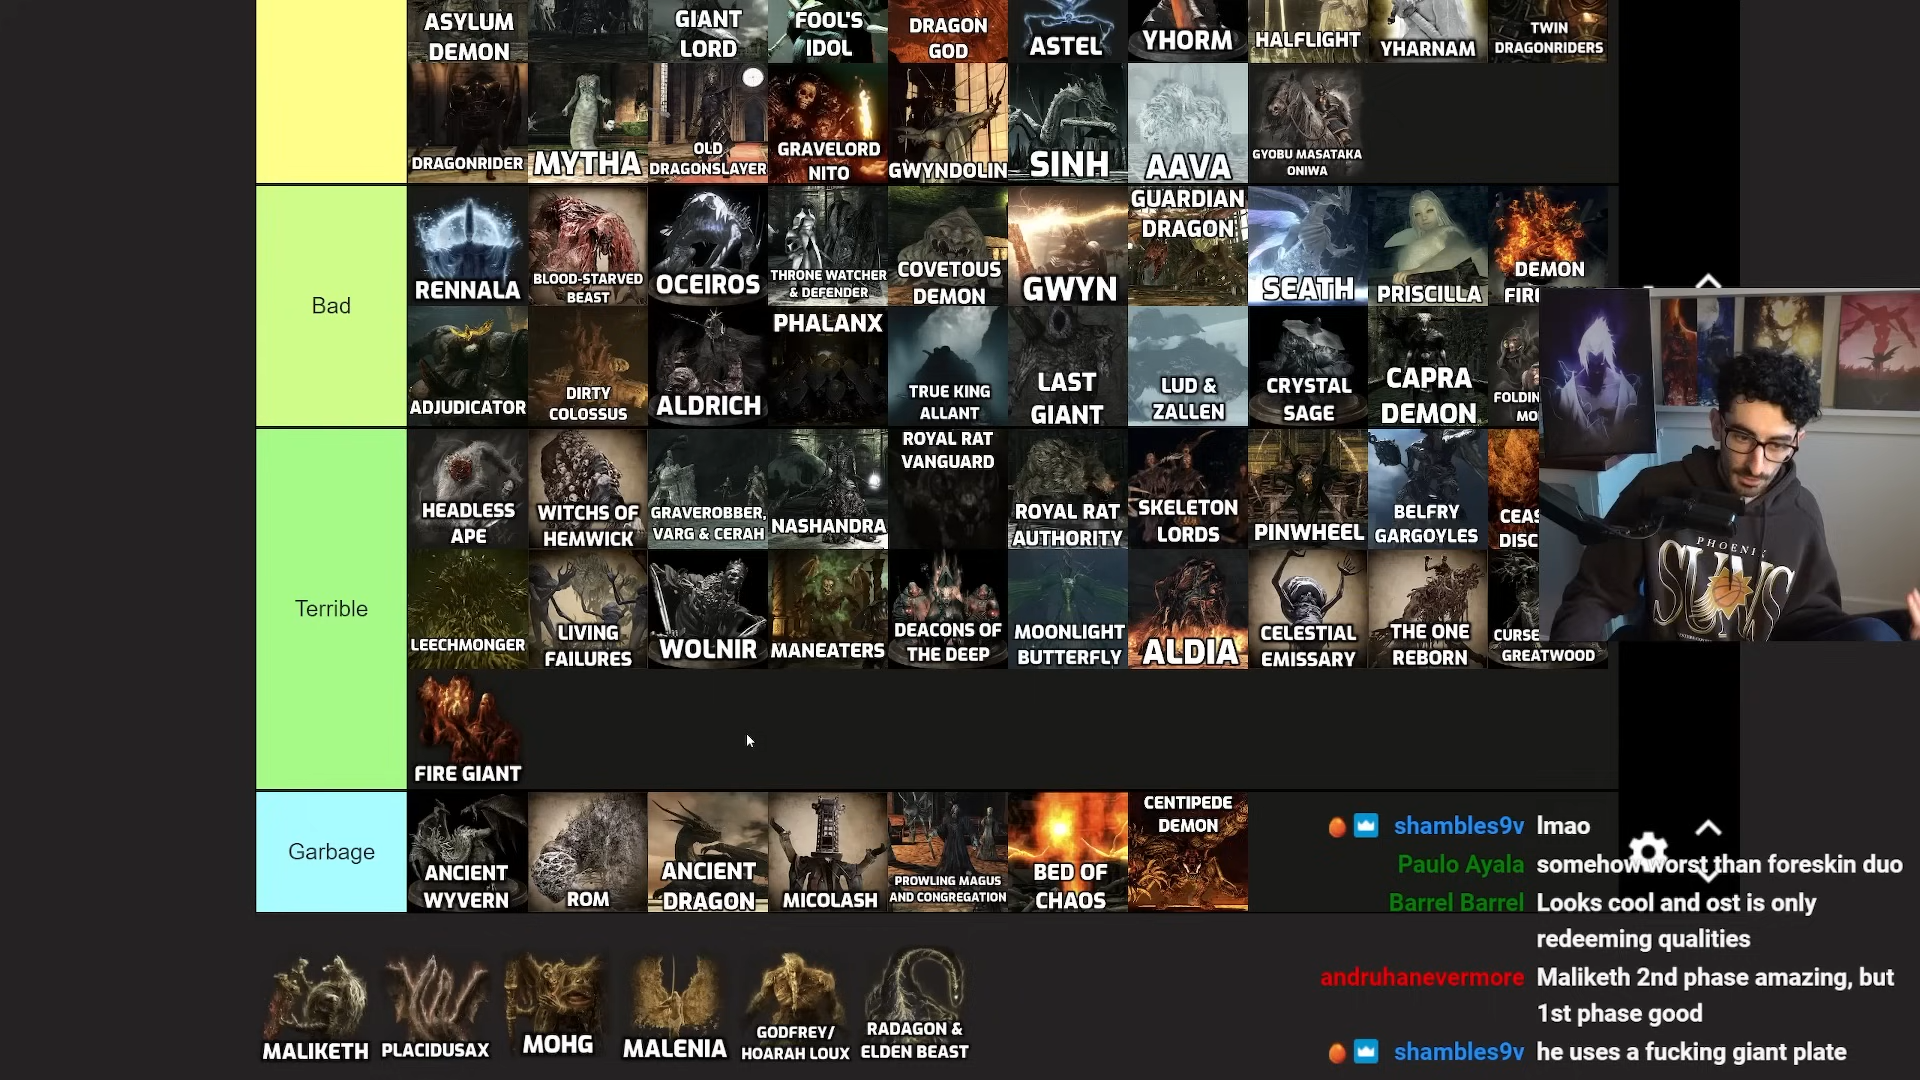 ASYLUM
DEMON
GIANT
LORD
FOOL'S
IDOL
DRAGON
GOD
ASTEL
YHORM
HALFLIGHT
YHARNAM
TWIN
DRAGONRIDERS
DRAGONRIDER
MYTHA
OLD
DRAGONSLAYER
GRAVELORD
NITO
GWYNDOLIN
SINH
AAVA
GYOBU MASATAKA
ONIWA
Bad
RENNALA
BLOOD-STARVED
BEAST
OCEIROS
THRONE WATCHER
& DEFENDER
COVETOUS
DEMON
GWYN
GUARDIAN
DRAGON
SEATH
PRISCILLA
DEMON
ADJUDICATOR
DIRTY
COLOSSUS
ALDRICH
PHALANX
TRUE KING
ALLANT
LAST
GIANT
LUD &
ZALLEN
CRYSTAL
SAGE
CAPRA
DEMON
Terrible
HEADLESS
APE
WITCHS OF
HEMWICK
GRAVEROBBER,
VARG & CERAH
NASHANDRA
ROYAL RAT
VANGUARD
ROYAL RAT
AUTHORITY
SKELETON
LORDS
PINWHEEL
BELFRY
GARGOYLES
LEECHMONGER
LIVING
FAILURES
WOLNIR
MANEATERS
DEACONS OF
THE DEEP
MOONLIGHT
BUTTERFLY
ALDIA
CELESTIAL
EMISSARY
THE ONE
REBORN
CURSE
GREATWOOD
FIRE GIANT
Garbage
ANCIENT
WYVERN
ROM
ANCIENT
DRAGON
MICOLASH
PROWLING MAGUS
AND CONGREGATION
BED OF
CHAOS
CENTIPEDE
DEMON
MALIKETH
PLACIDUSAX
MOHG
MALENIA
GODFREY/
HOARAH LOUX
RADAGON &
ELDEN BEAST
PHOENIX
SUNS
shambles9v lmao
Paulo Ayala somehow worst than foreskin duo
Barrel Barrel Looks cool and ost is only
redeeming qualities
andruhanevermore Maliketh 2nd phase amazing, but
1st phase good
shambles9v he uses a fucking giant plate